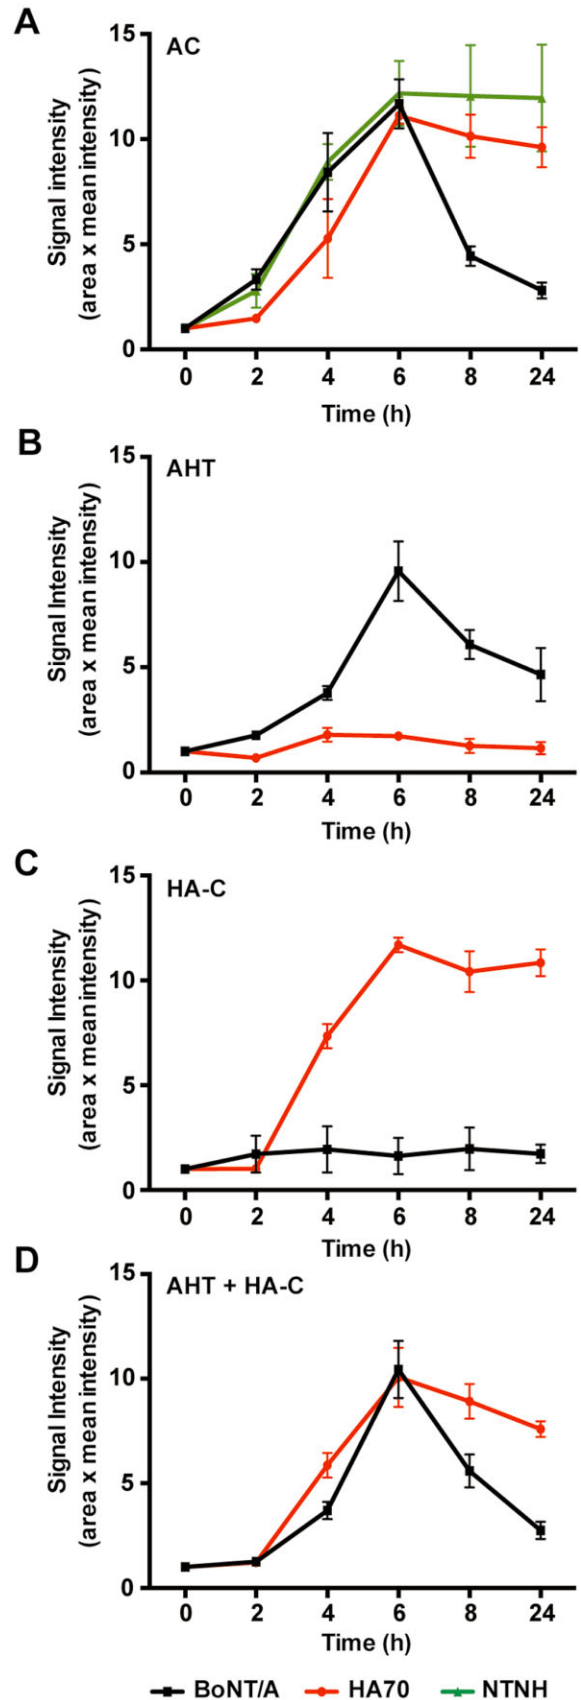 A
AC
Signal intensity
(area x mean intensity)
15
10
5
0
0 2 4 6 8 24
Time (h)
B
AHT
Signal Intensity
(area x mean intensity)
15
10
5
0
0 2 4 6 8 24
Time (h)
C
HA-C
Signal Intensity
(area x mean intensity)
15
10
5
0
0 2 4 6 8 24
Time (h)
D
AHT + HA-C
Signal Intensity
(area x mean intensity)
15
10
5
0
0 2 4 6 8 24
Time (h)
BoNT/A HA70 NTNH